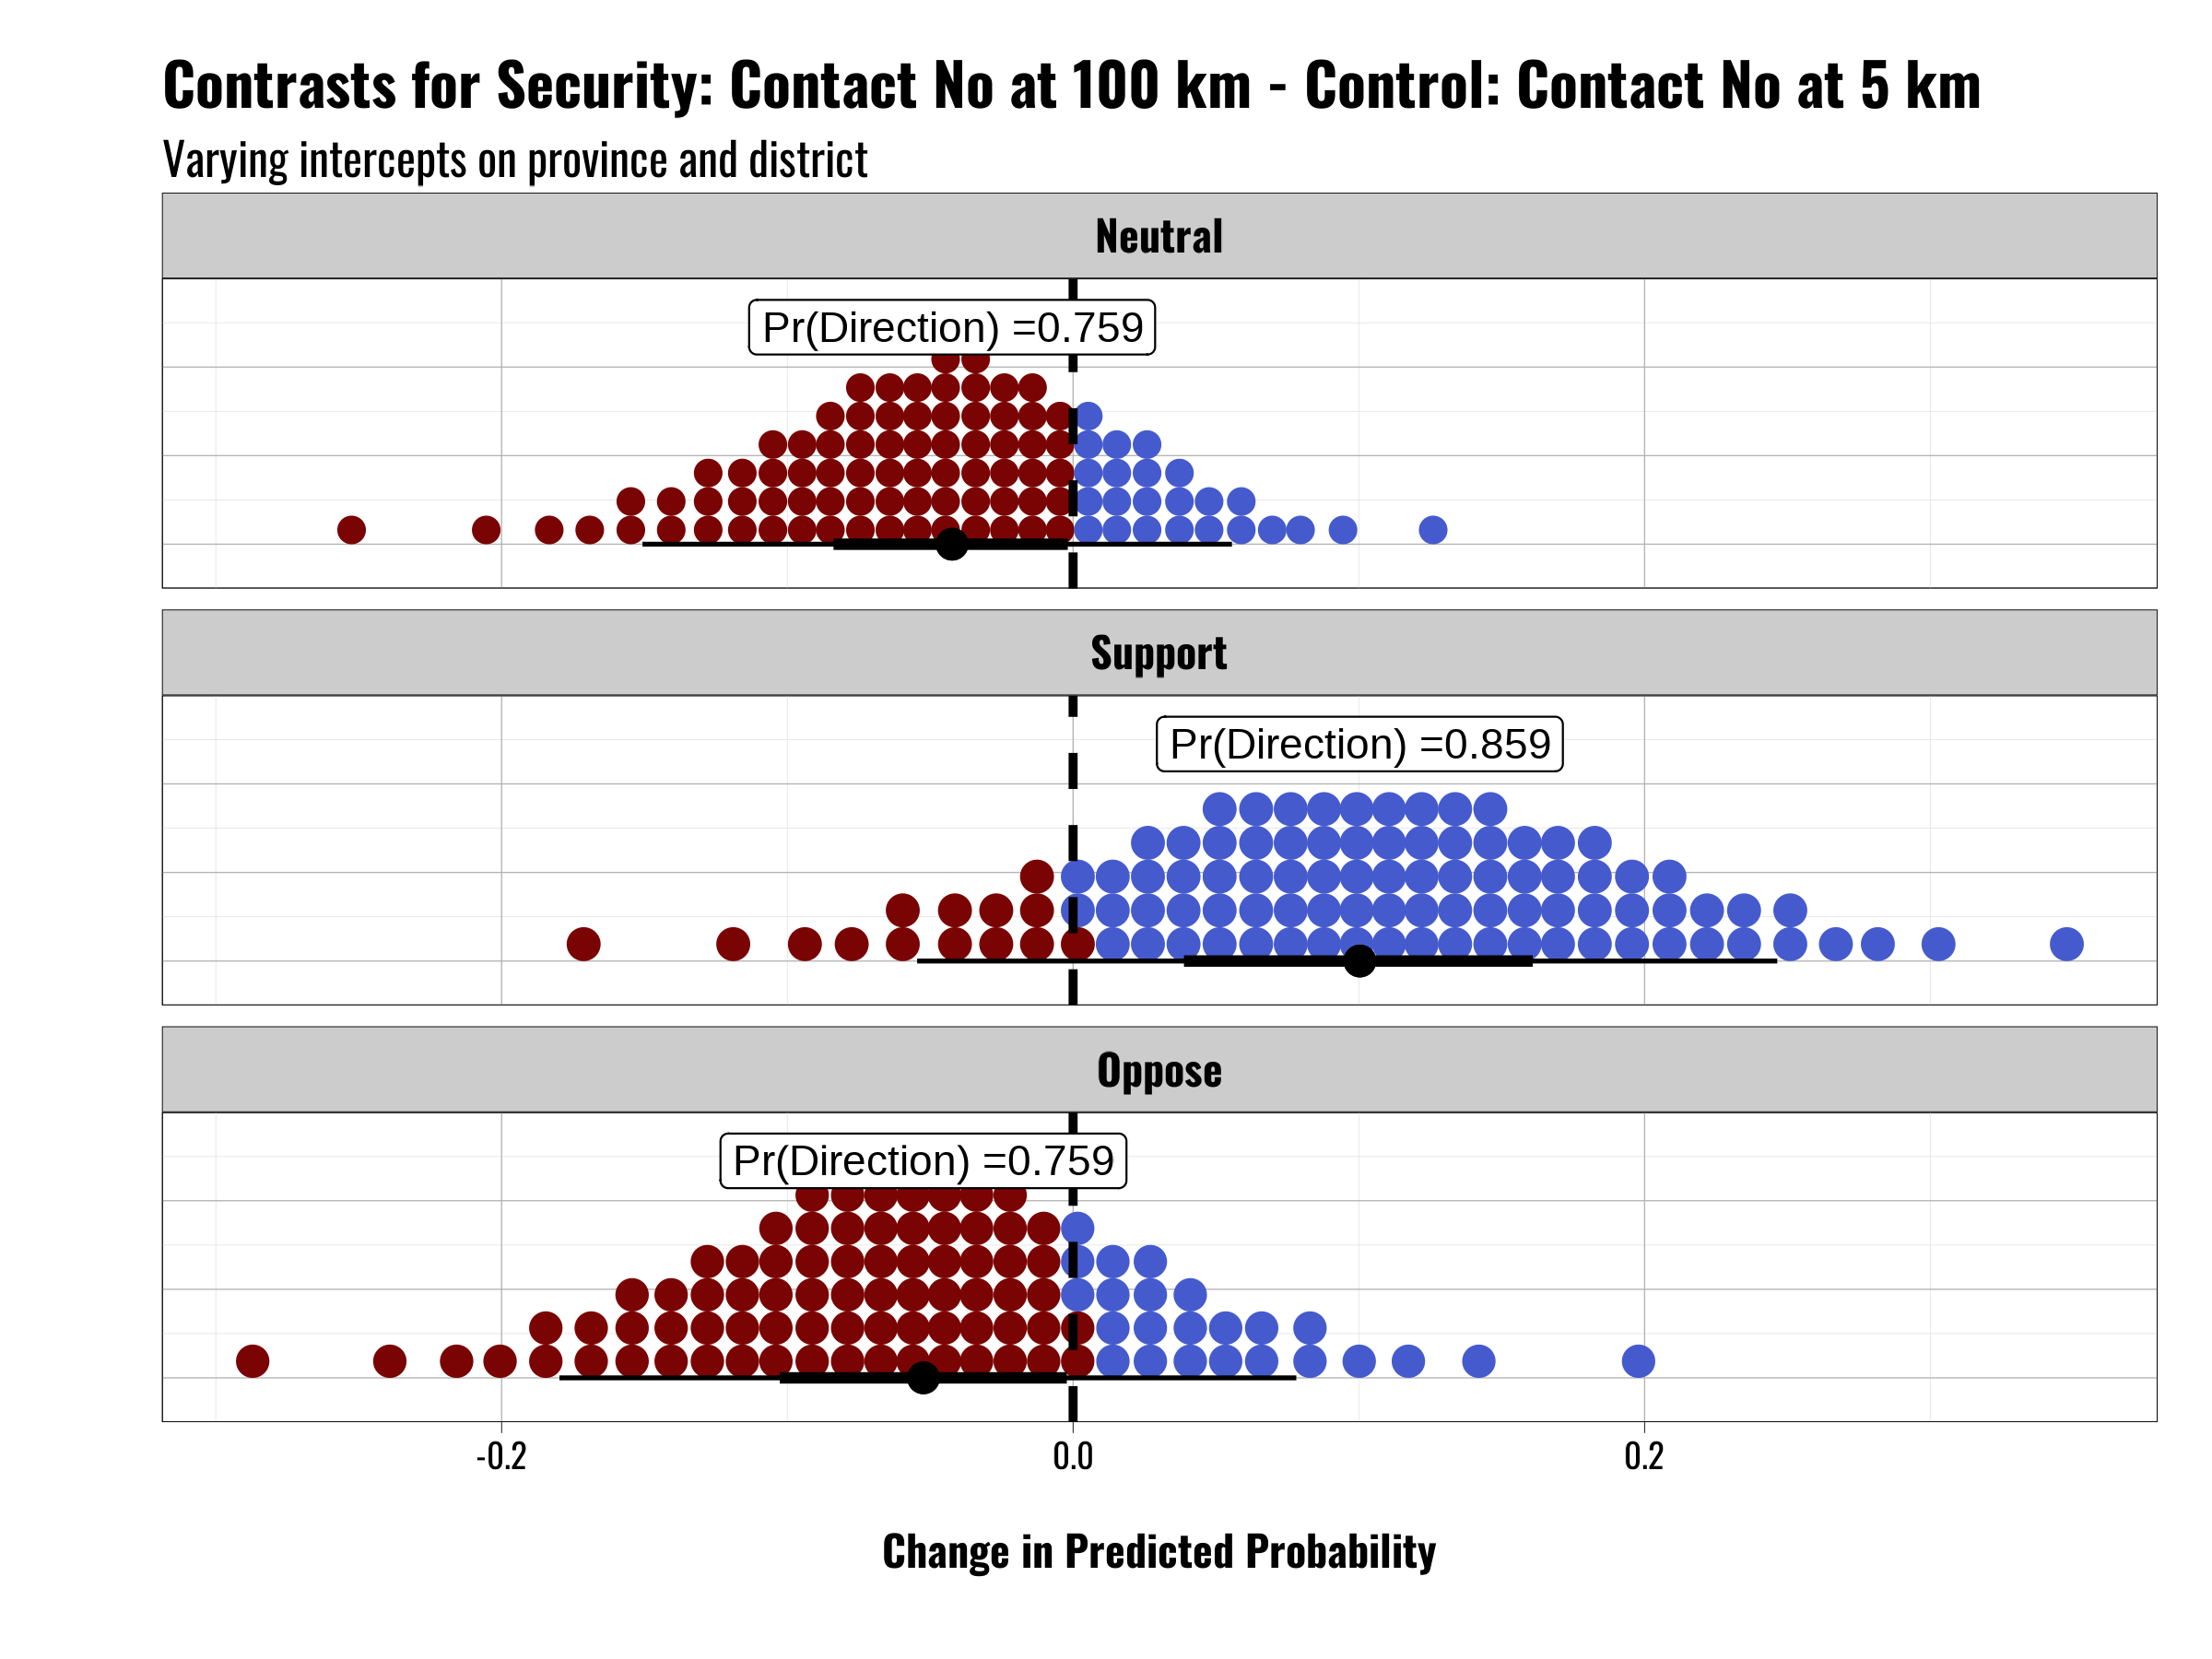 Contrasts for Security: Contact No at 100 km - Control: Contact No at 5 km
Varying intercepts on province and district
Neutral
Pr(Direction) =0.759
Support
Pr(Direction) =0.859
Oppose
Pr(Direction) =0.759
-0.2 0.0 0.2
Change in Predicted Probability